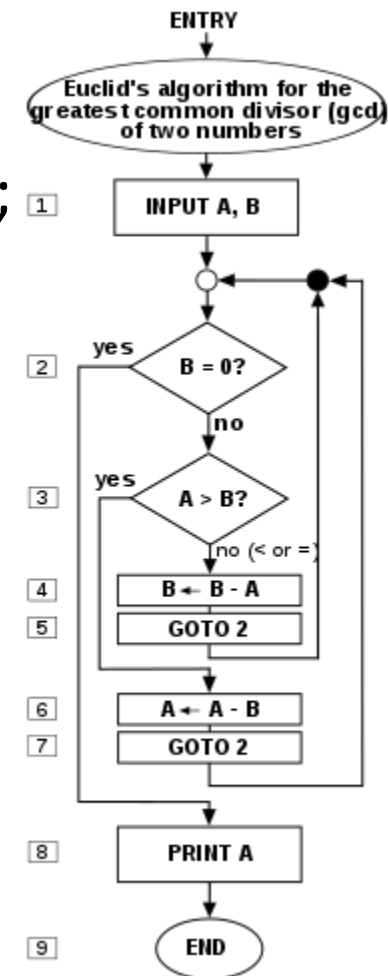 ENTRY
Euclid's algorithm for the
greatest common divisor (gcd)
of two numbers
;
1 INPUT A, B
yes
2 B = 0?
no
yes
3 A > B?
no (< or =)
4 B ← B - A
5 GOTO 2
6 A ← A - B
7 GOTO 2
8 PRINT A
9 END